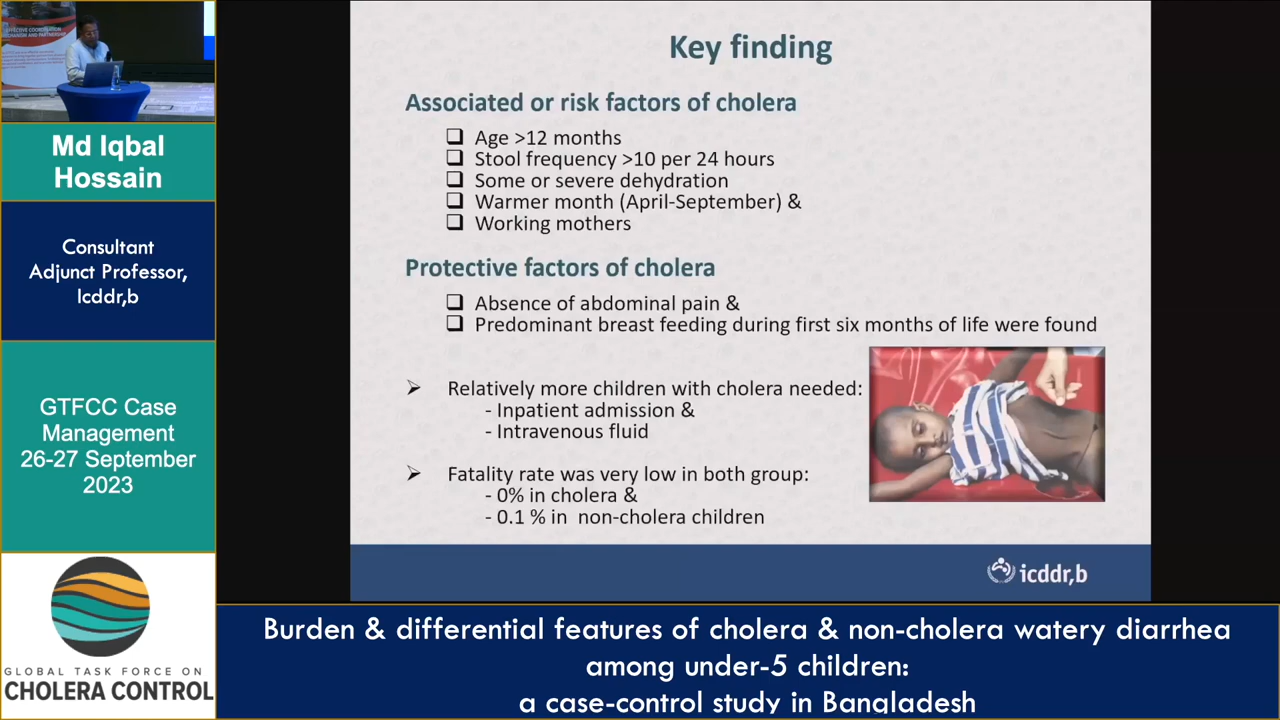 EFFECTIVE COORDINATION
MECHANISM AND PARTNERSHIP
Md Iqbal
Hossain
Consultant
Adjunct Professor,
Icddr,b
GTFCC Case
Management
26-27 September
2023
GLOBAL TASK FORCE ON
CHOLERA CONTROL
Key finding
Associated or risk factors of cholera
❑ Age >12 months
❑ Stool frequency >10 per 24 hours
❑ Some or severe dehydration
❑ Warmer month (April-September) &
❑ Working mothers
Protective factors of cholera
❑ Absence of abdominal pain &
❑ Predominant breast feeding during first six months of life were found
➢ Relatively more children with cholera needed:
- Inpatient admission &
- Intravenous fluid
➢ Fatality rate was very low in both group:
- 0% in cholera &
- 0.1 % in non-cholera children
icddr,b
Burden & differential features of cholera & non-cholera watery diarrhea
among under-5 children:
a case-control study in Bangladesh